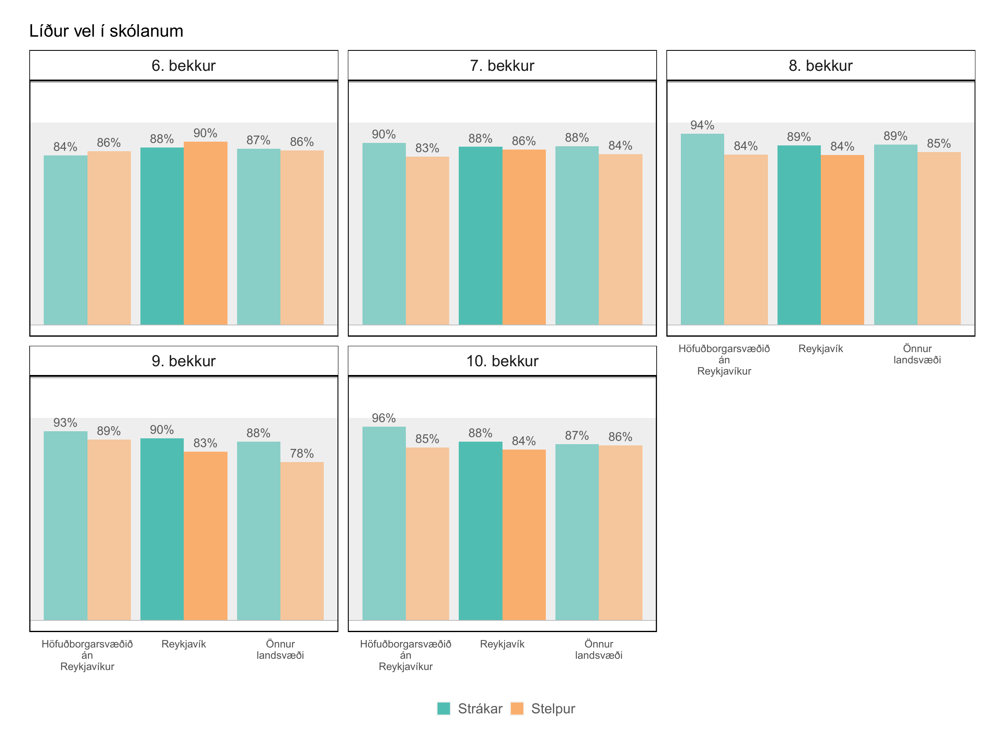 Líður vel í skólanum
6. bekkur
84%
86%
88%
90%
87%
86%
7. bekkur
90%
83%
88%
86%
88%
84%
8. bekkur
94%
84%
89%
84%
89%
85%
Höfuðborgarsvæðið
án
Reykjavíkur
Reykjavík
Önnur
landsvæði
9. bekkur
93%
89%
90%
83%
88%
78%
Höfuðborgarsvæðið
án
Reykjavíkur
Reykjavík
Önnur
landsvæði
10. bekkur
96%
85%
88%
84%
87%
86%
Höfuðborgarsvæðið
án
Reykjavíkur
Reykjavík
Önnur
landsvæði
Strákar
Stelpur